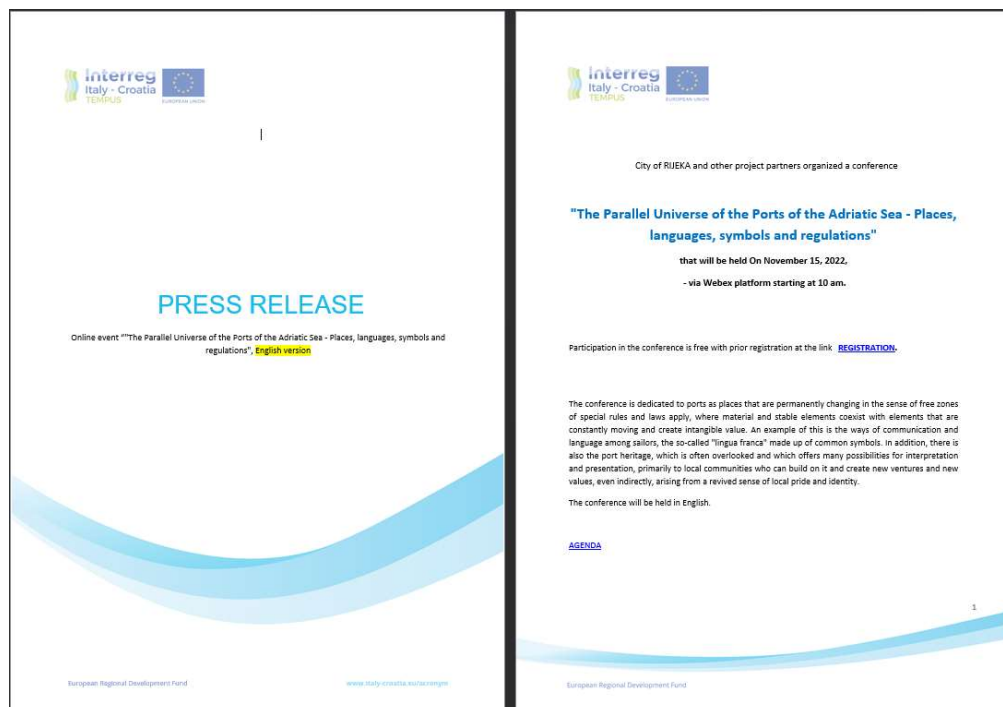 Interreg
Italy - Croatia
TEMPUS
EUROPEAN UNION
PRESS RELEASE
Online event ""The Parallel Universe of the Ports of the Adriatic Sea - Places, languages, symbols and
regulations", English version
European Regional Development Fund
www.italy-croatia.eu/acronym
Interreg
Italy - Croatia
TEMPUS
EUROPEAN UNION
City of RIJEKA and other project partners organized a conference
"The Parallel Universe of the Ports of the Adriatic Sea - Places,
languages, symbols and regulations"
that will be held On November 15, 2022,
- via Webex platform starting at 10 am.
Participation in the conference is free with prior registration at the link REGISTRATION.
The conference is dedicated to ports as places that are permanently changing in the sense of free zones
of special rules and laws apply, where material and stable elements coexist with elements that are
constantly moving and create intangible value. An example of this is the ways of communication and
language among sailors, the so-called "lingua franca" made up of common symbols. In addition, there is
also the port heritage, which is often overlooked and which offers many possibilities for interpretation
and presentation, primarily to local communities who can build on it and create new ventures and new
values, even indirectly, arising from a revived sense of local pride and identity.
The conference will be held in English.
AGENDA
1
European Regional Development Fund